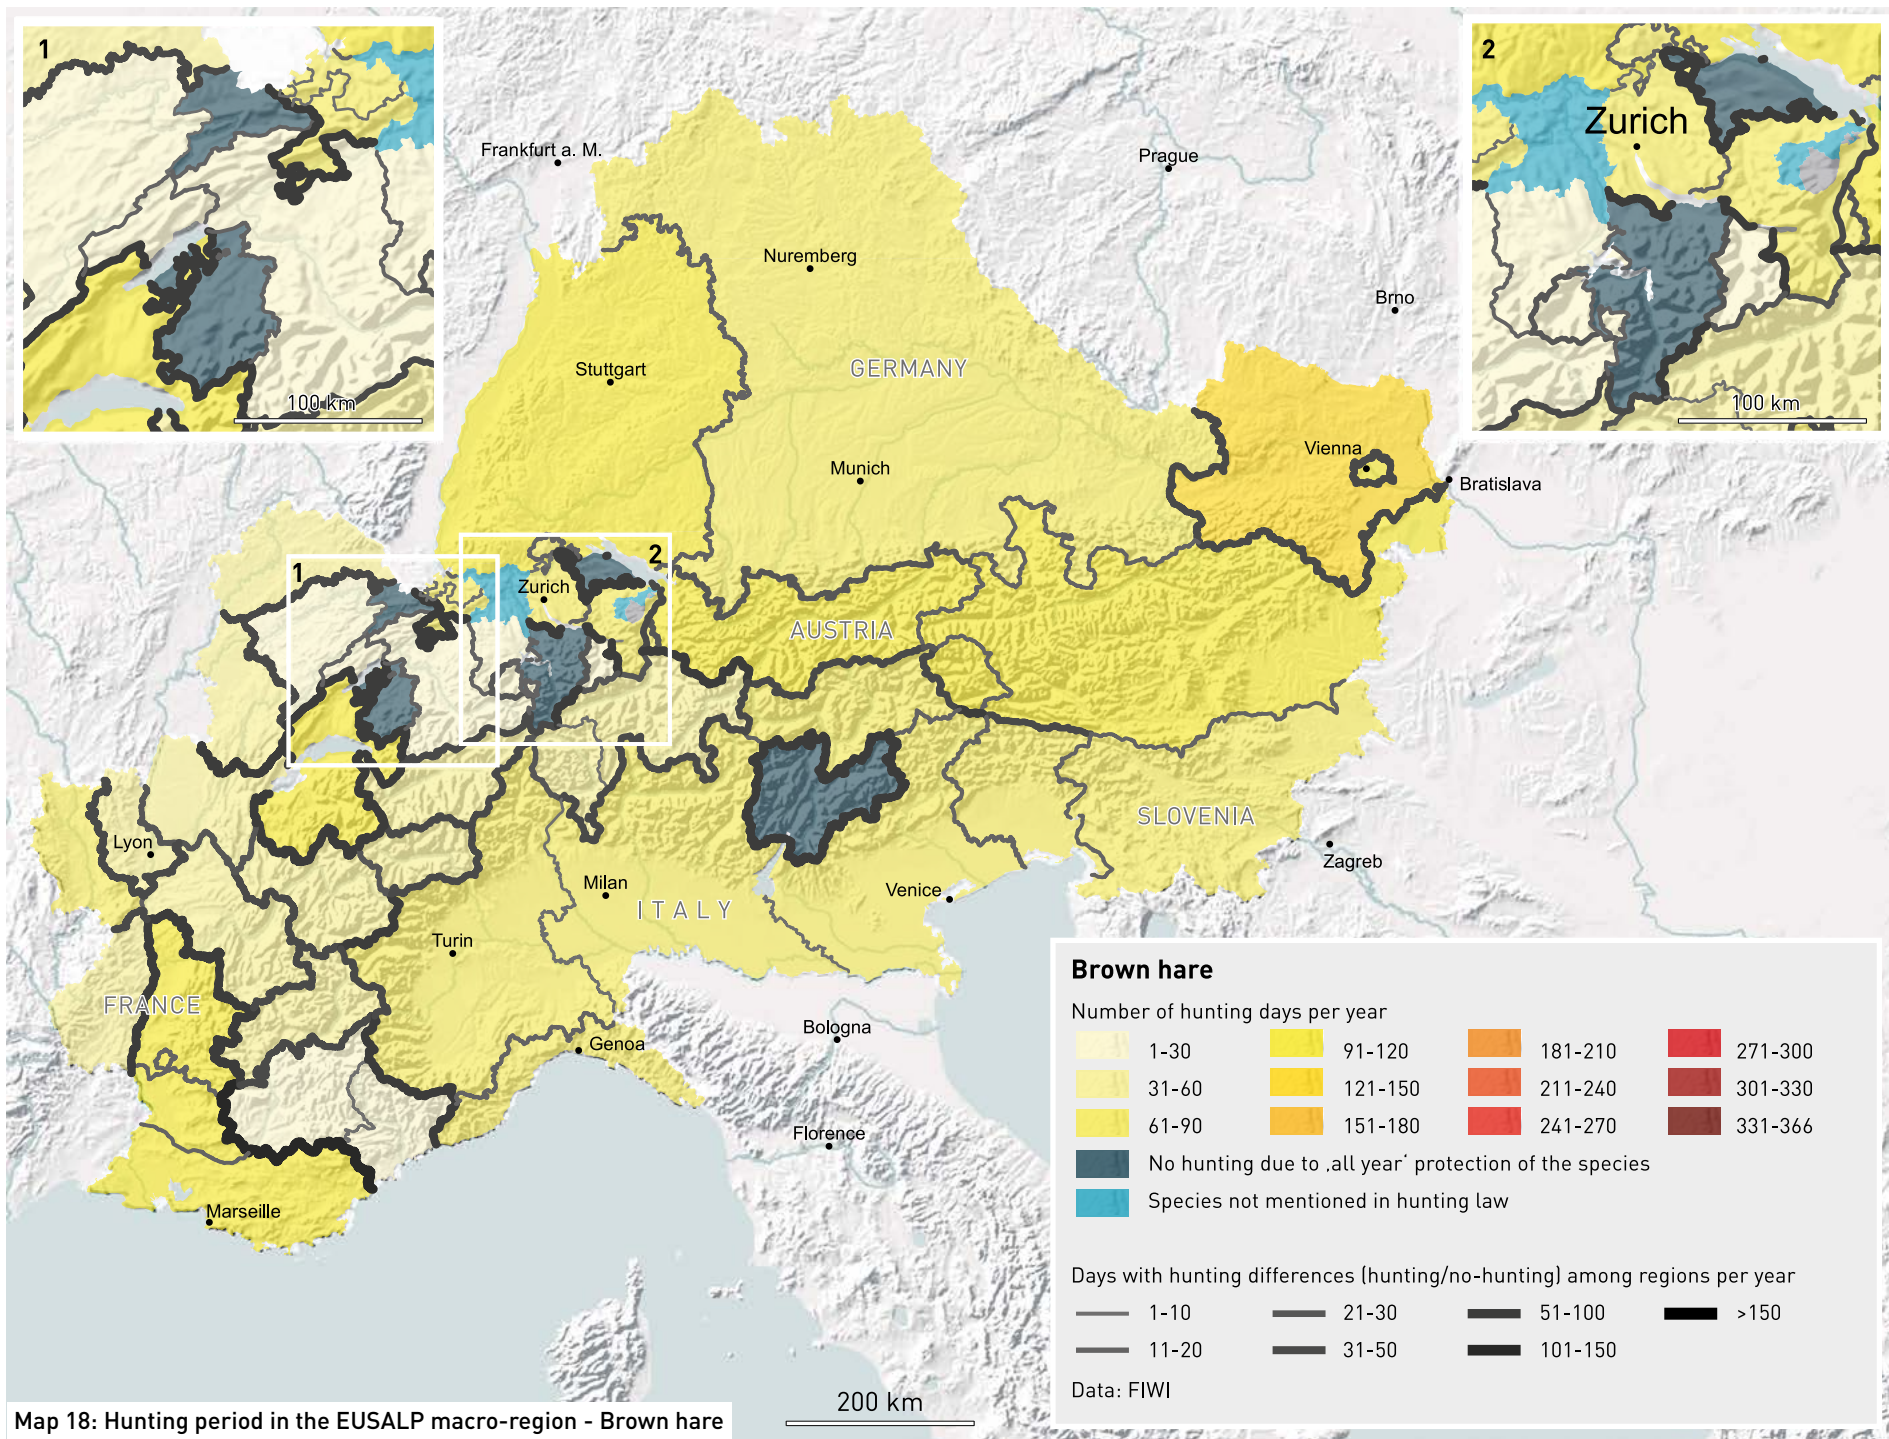 1
100 km
2
Zurich
100 km
Frankfurt a. M.
Prague
Nuremberg
Brno
GERMANY
Stuttgart
Munich
Vienna
Bratislava
1
2
Zurich
AUSTRIA
SLOVENIA
Lyon
Zagreb
Milan
Venice
ITALY
Turin
FRANCE
Bologna
Genoa
Florence
Marseille
Brown hare
Number of hunting days per year
1-30 91-120 181-210 271-300
31-60 121-150 211-240 301-330
61-90 151-180 241-270 331-366
No hunting due to ‚all year‘ protection of the species
Species not mentioned in hunting law
Days with hunting differences (hunting/no-hunting) among regions per year
1-10 21-30 51-100 >150
11-20 31-50 101-150
Data: FIWI
200 km
Map 18: Hunting period in the EUSALP macro-region - Brown hare